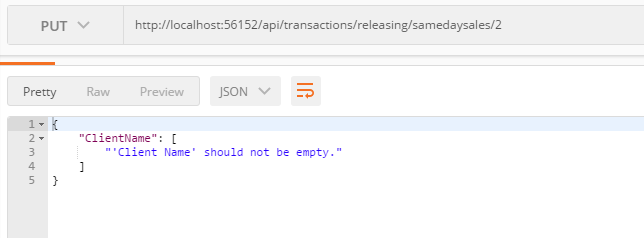 PUT http://localhost:56152/api/transactions/releasing/samedaysales/2
Pretty Raw Preview JSON
1 {
2 "ClientName": [
3 "'Client Name' should not be empty."
4 ]
5 }